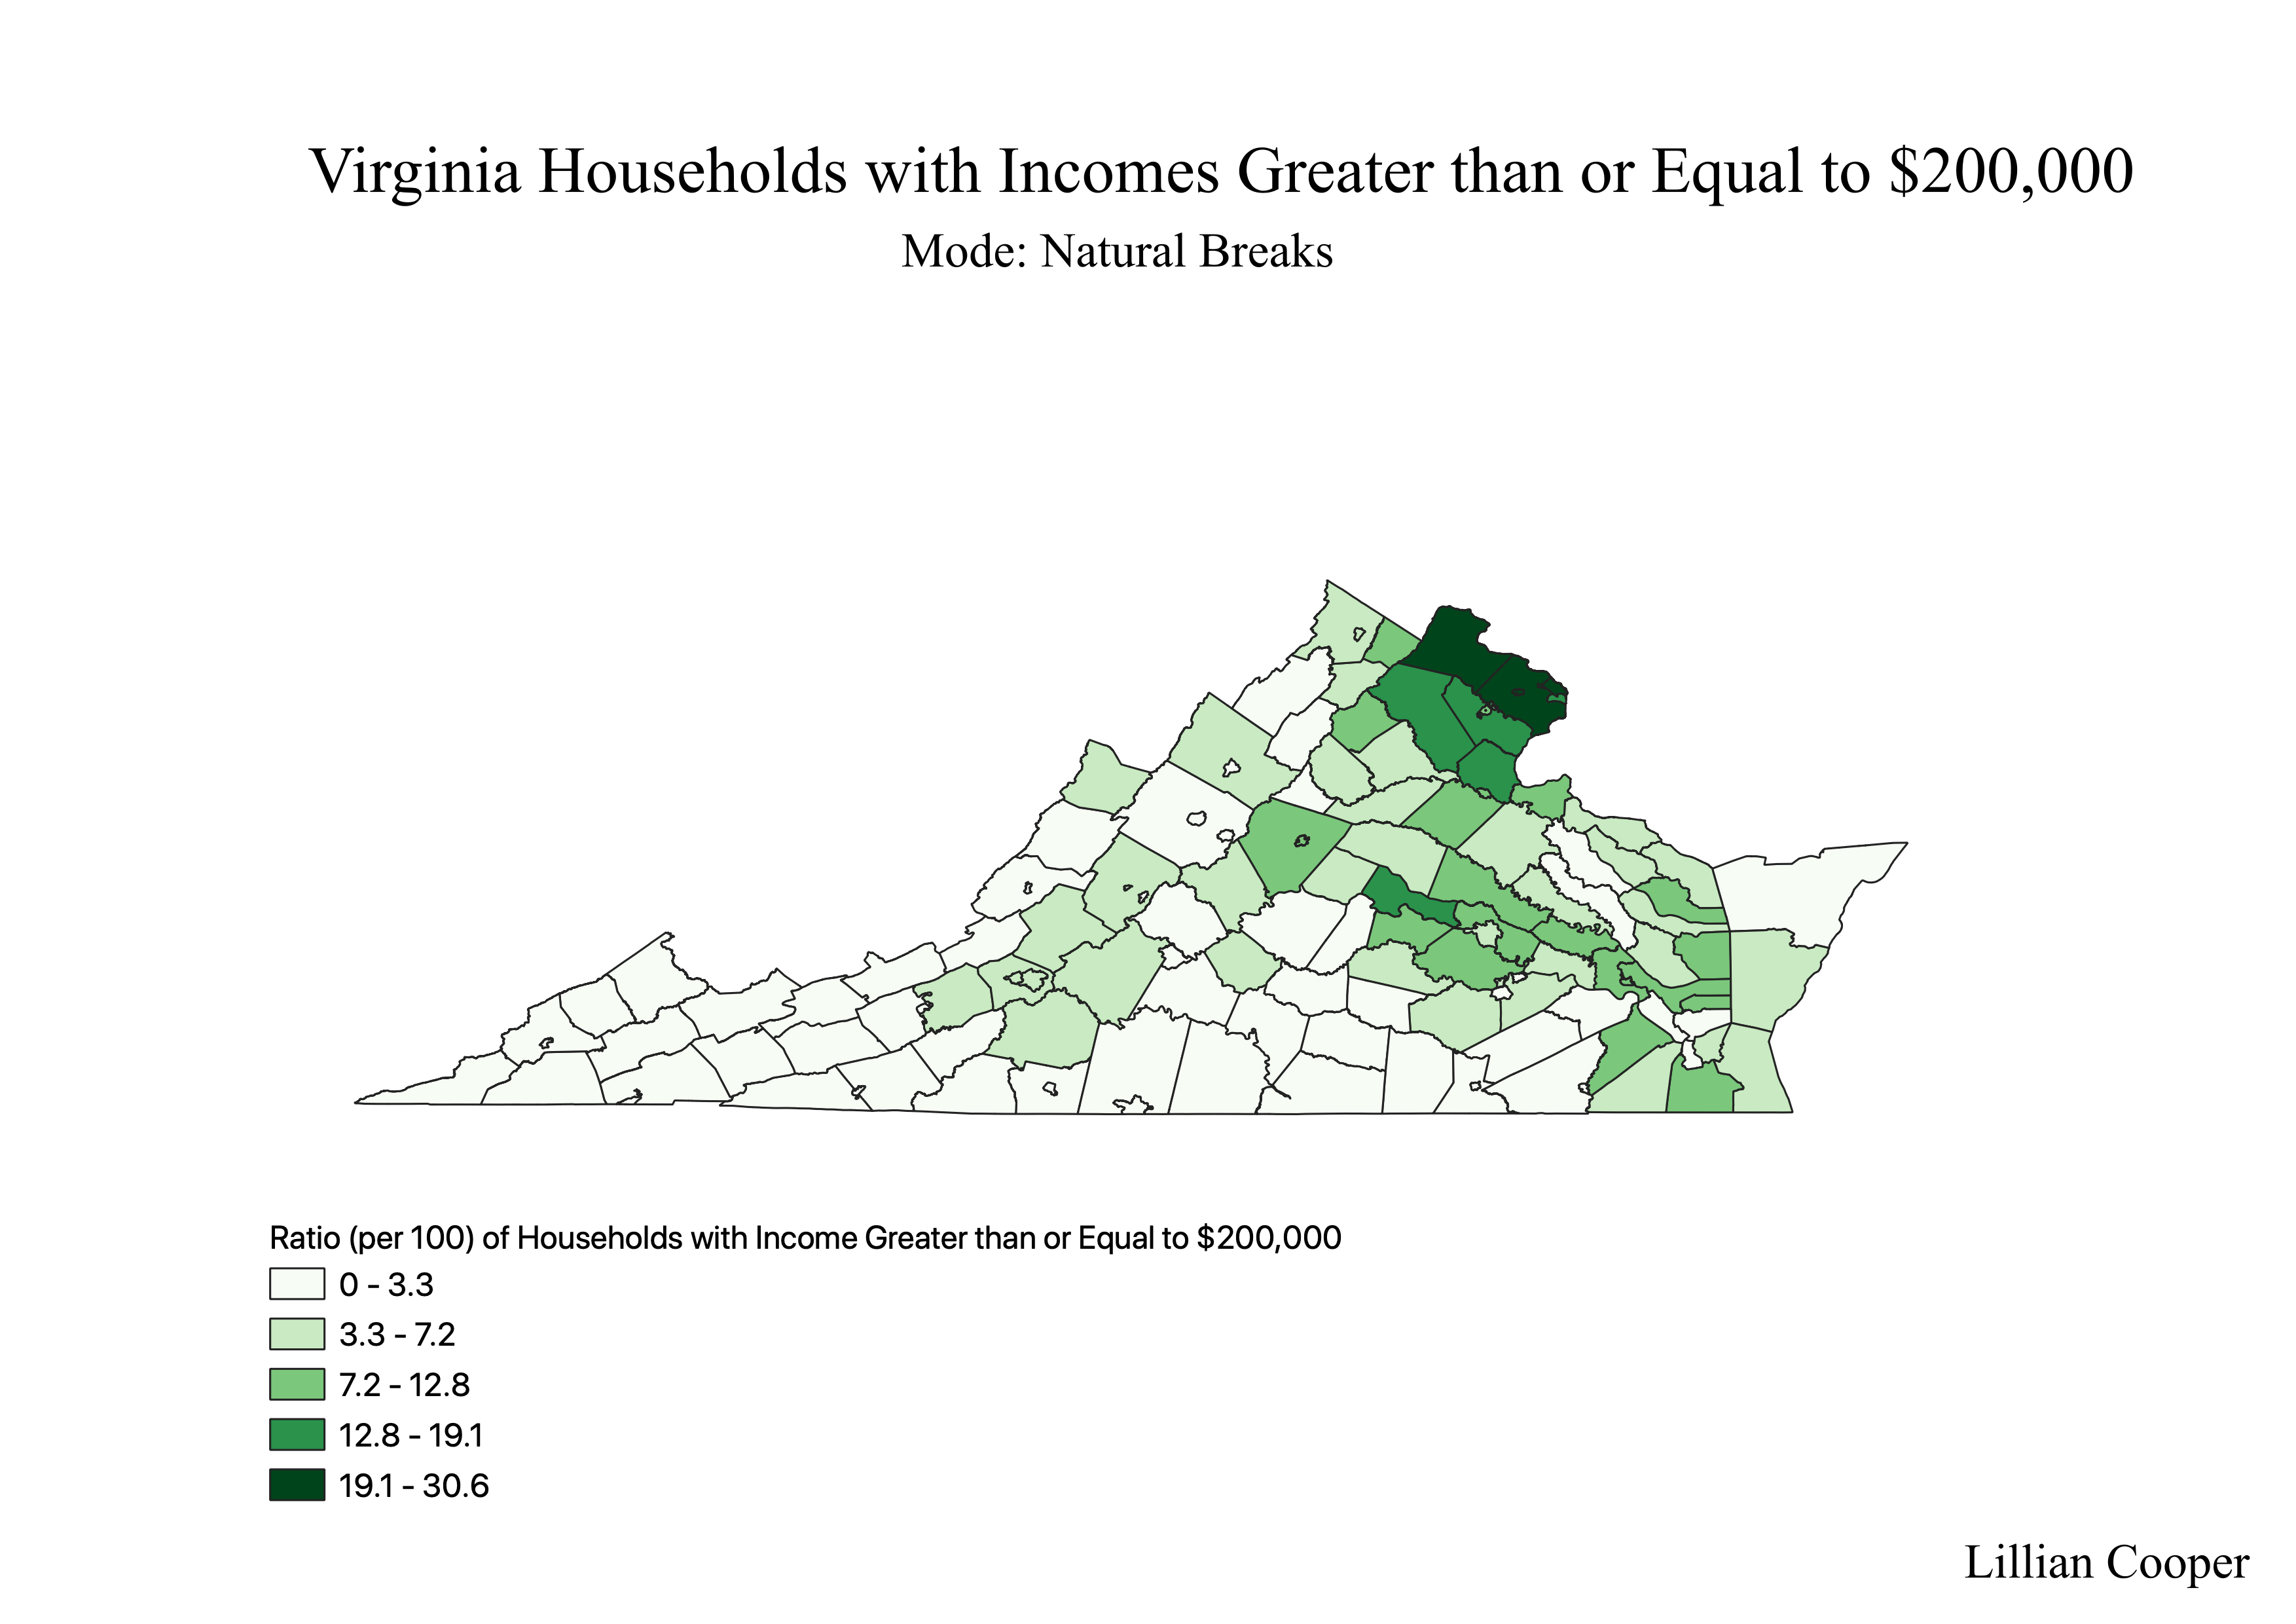 Virginia Households with Incomes Greater than or Equal to $200,000
Mode: Natural Breaks
Ratio (per 100) of Households with Income Greater than or Equal to $200,000
0 - 3.3
3.3 - 7.2
7.2 - 12.8
12.8 - 19.1
19.1 - 30.6
Lillian Cooper